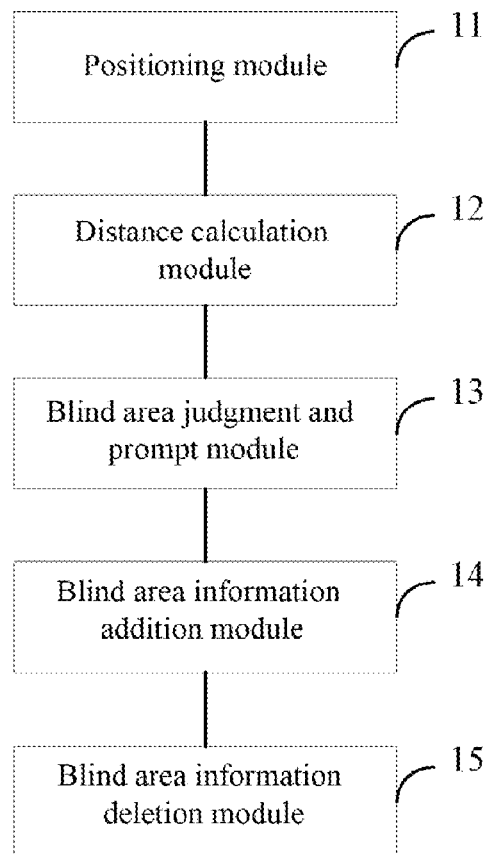 11
Positioning module
12
Distance calculation
module
13
Blind area judgment and
prompt module
14
Blind area information
addition module
15
Blind area information
deletion module